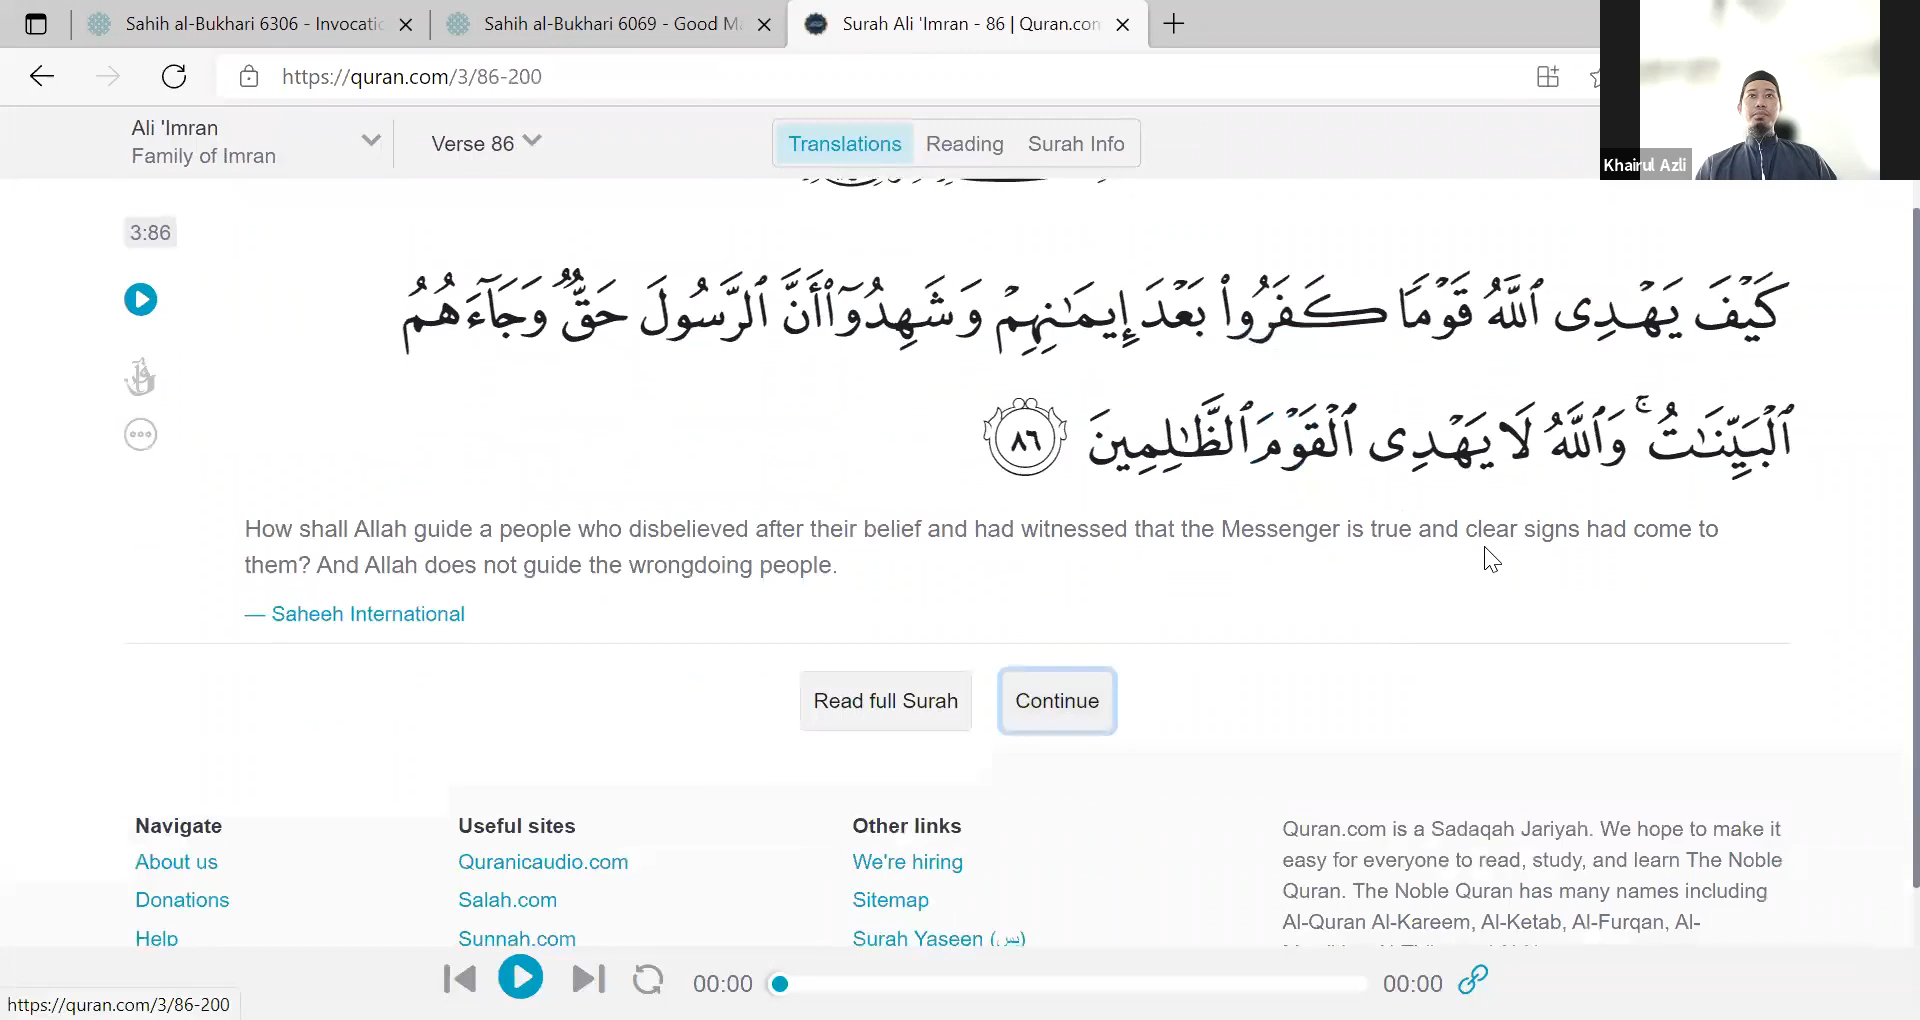 Sahih al-Bukhari 6306 - Invocatic
Sahih al-Bukhari 6069 - Good Ma
Surah Ali 'Imran - 86 | Quran.com
https://quran.com/3/86-200
Ali 'Imran
Family of Imran
Verse 86
Translations
Reading
Surah Info
Khairul Azli
3:86
كَيْفَ يَهْدِى ٱللَّهُ قَوْمًا كَفَرُوا۟ بَعْدَ إِيمَـٰنِهِمْ وَشَهِدُوٓا۟ أَنَّ ٱلرَّسُولَ حَقٌّ وَجَآءَهُمُ
ٱلْبَيِّنَـٰتُ ۚ وَٱللَّهُ لَا يَهْدِى ٱلْقَوْمَ ٱلظَّـٰلِمِينَ ٨٦
How shall Allah guide a people who disbelieved after their belief and had witnessed that the Messenger is true and clear signs had come to
them? And Allah does not guide the wrongdoing people.
— Saheeh International
Read full Surah
Continue
Navigate
About us
Donations
Help
Useful sites
Quranicaudio.com
Salah.com
Sunnah.com
Other links
We're hiring
Sitemap
Surah Yaseen (يس)
Quran.com is a Sadaqah Jariyah. We hope to make it
easy for everyone to read, study, and learn The Noble
Quran. The Noble Quran has many names including
Al-Quran Al-Kareem, Al-Ketab, Al-Furqan, Al-
00:00
00:00
https://quran.com/3/86-200